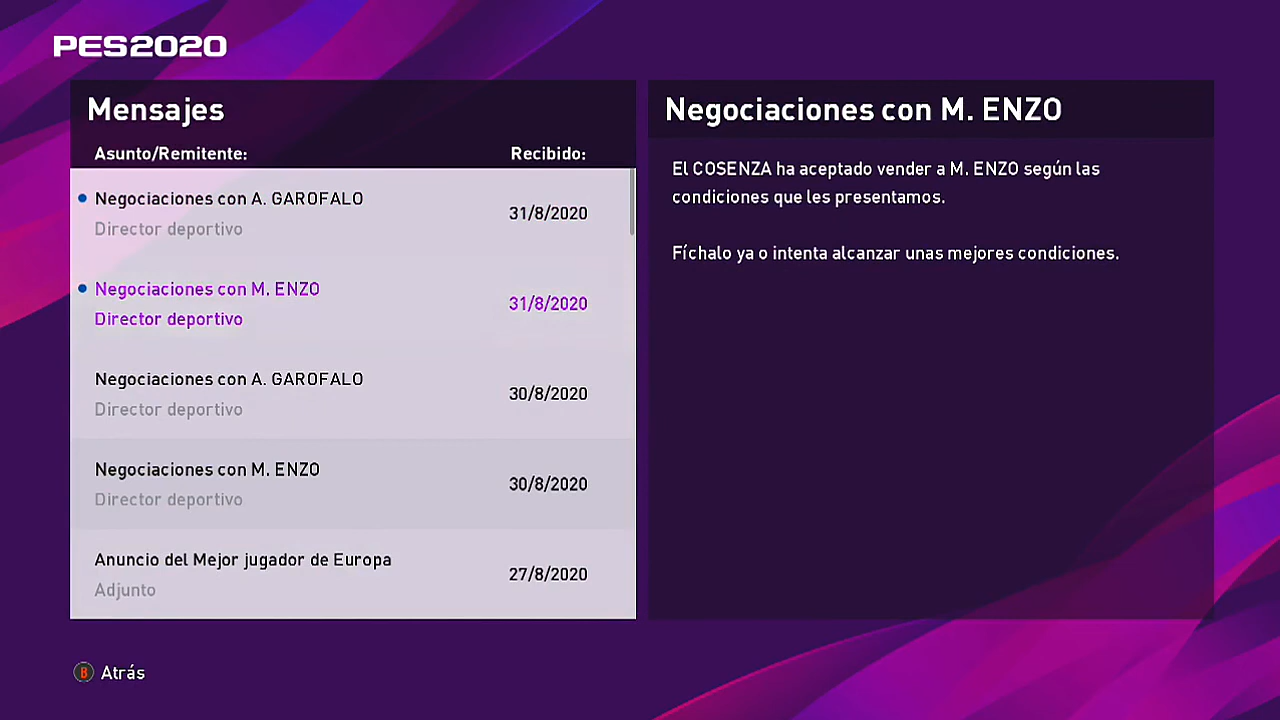 PES2020
Mensajes
Asunto/Remitente: Recibido:
Negociaciones con A. GAROFALO
Director deportivo
31/8/2020
Negociaciones con M. ENZO
Director deportivo
31/8/2020
Negociaciones con A. GAROFALO
Director deportivo
30/8/2020
Negociaciones con M. ENZO
Director deportivo
30/8/2020
Anuncio del Mejor jugador de Europa
Adjunto
27/8/2020
Negociaciones con M. ENZO
El COSENZA ha aceptado vender a M. ENZO según las
condiciones que les presentamos.
Fíchalo ya o intenta alcanzar unas mejores condiciones.
B Atrás